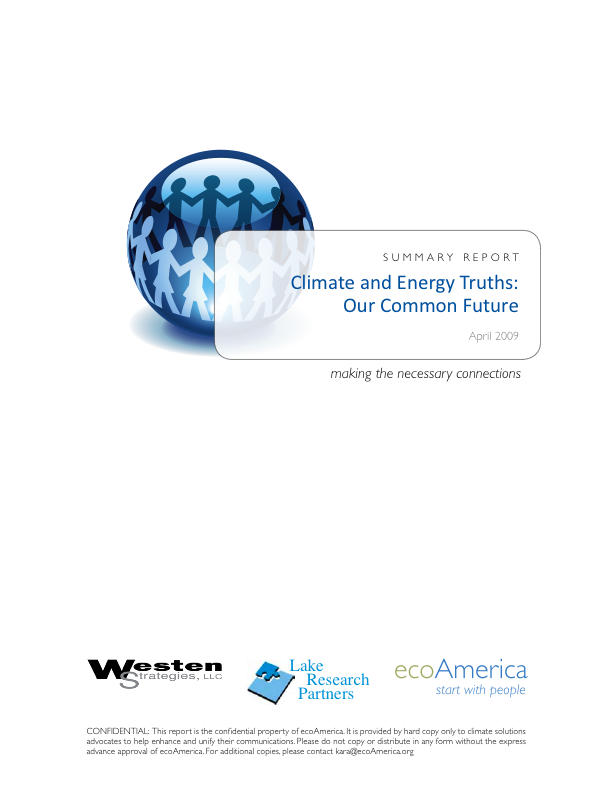 SUMMARY REPORT
Climate and Energy Truths:
Our Common Future
April 2009
making the necessary connections
Westen
Strategies, LLC
Lake
Research
Partners
ecoAmerica
start with people
CONFIDENTIAL: This report is the confidential property of ecoAmerica. It is provided by hard copy only to climate solutions
advocates to help enhance and unify their communications. Please do not copy or distribute in any form without the express
advance approval of ecoAmerica. For additional copies, please contact kara@ecoAmerica.org